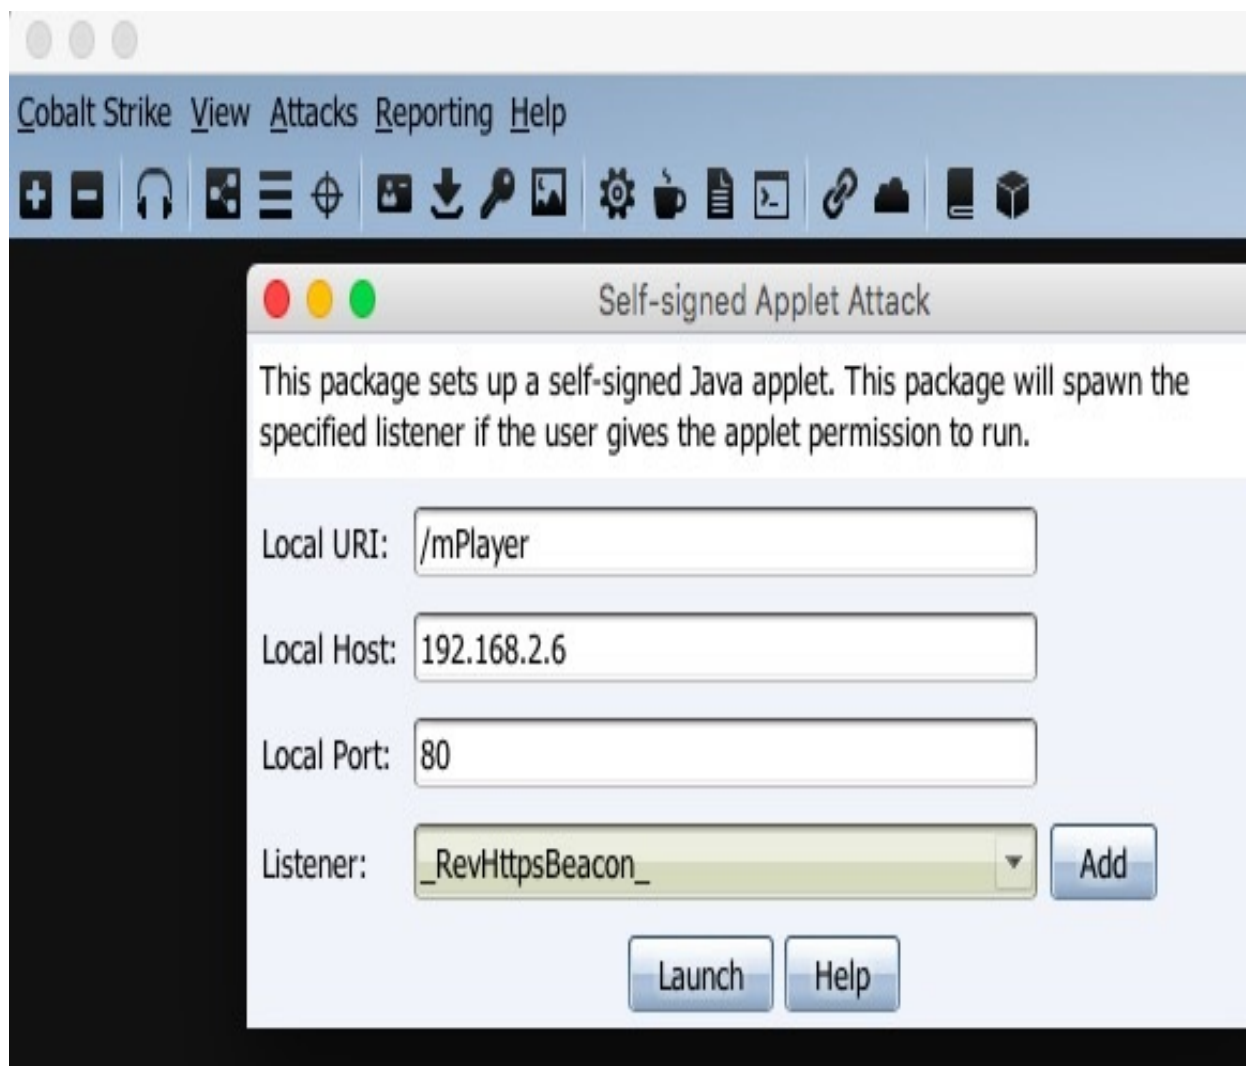 Cobalt Strike View Attacks Reporting Help
Self-signed Applet Attack
This package sets up a self-signed Java applet. This package will spawn the
specified listener if the user gives the applet permission to run.
Local URI: /mPlayer
Local Host: 192.168.2.6
Local Port: 80
Listener: _RevHttpsBeacon_ Add
Launch Help